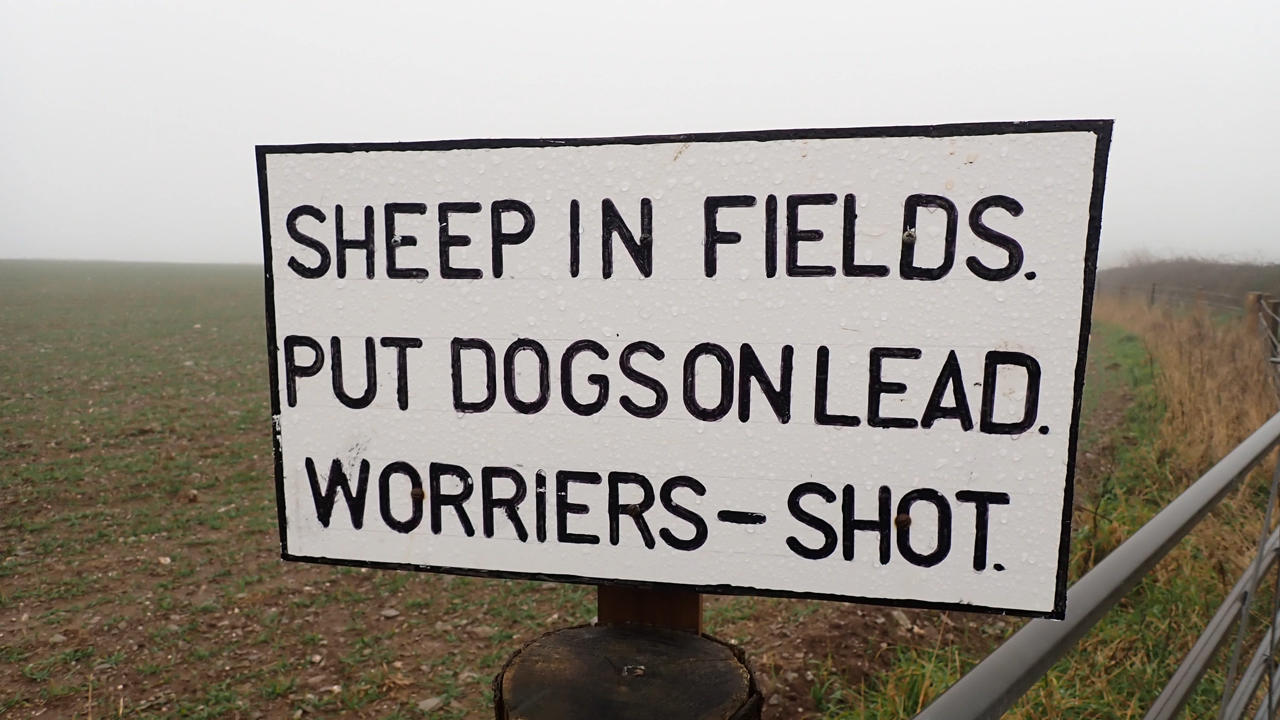 SHEEP IN FIELDS.
PUT DOGS ON LEAD.
WORRIERS – SHOT.